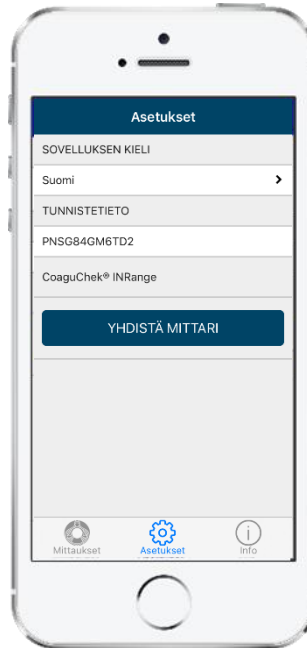 Asetukset
SOVELLUKSEN KIELI
Suomi
TUNNISTETIETO
PNSG84GM6TD2
CoaguChek® INRange
YHDISTÄ MITTARI
Mittaukset
Asetukset
Info